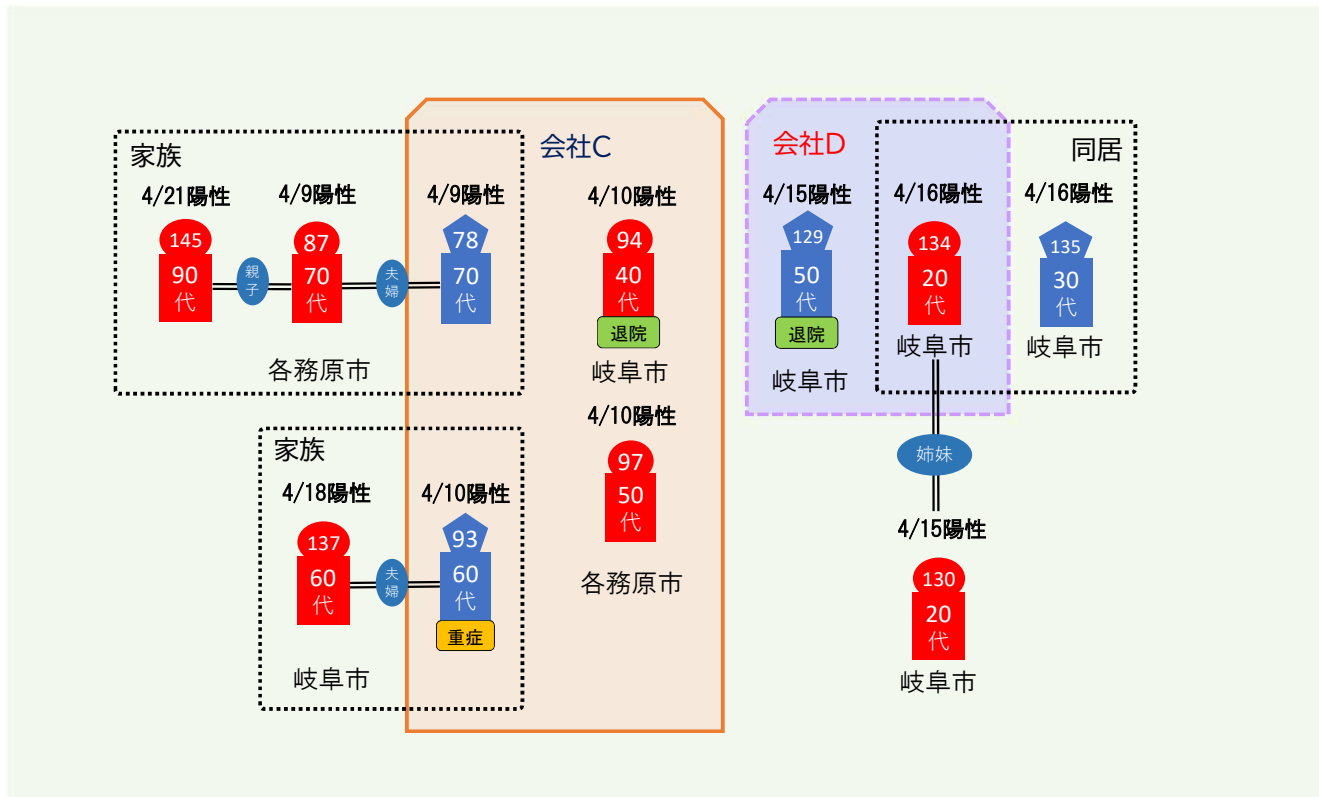 会社C
会社D
家族
同居
4/21陽性
4/9陽性
4/9陽性
4/10陽性
4/15陽性
4/16陽性
4/16陽性
145
90
代
親
子
87
70
代
夫
婦
78
70
代
94
40
代
退院
129
50
代
退院
134
20
代
135
30
代
各務原市
岐阜市
岐阜市
岐阜市
岐阜市
4/10陽性
家族
姉妹
4/18陽性
4/10陽性
97
50
代
137
60
代
夫
婦
93
60
代
重症
4/15陽性
各務原市
130
20
代
岐阜市
岐阜市